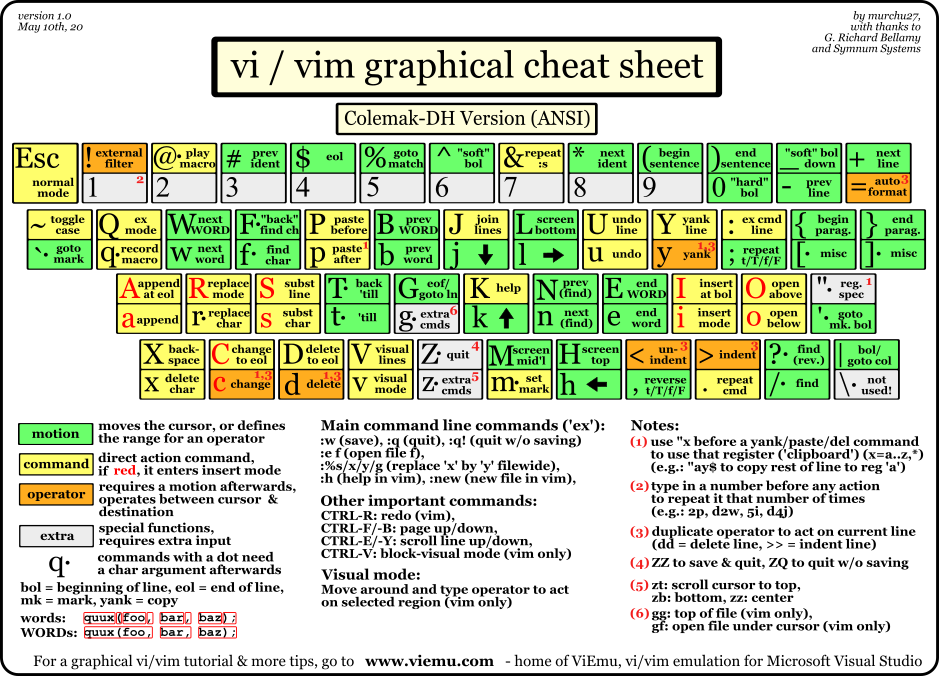 version 1.0
May 10th, 20
by murchu27,
with thanks to
G. Richard Bellamy
and Symnum Systems
vi / vim graphical cheat sheet
Colemak-DH Version (ANSI)
Esc normal mode
! external filter
1 2
@· play macro
2
# prev ident
3
$ eol
4
% goto match
5
^ "soft" bol
6
& repeat :s
7
* next ident
8
( begin sentence
9
) end sentence
0 "hard" bol
_ "soft" bol down
- prev line
+ next line
= auto format 3
~ toggle case
`· goto mark
Q ex mode
q· record macro
W next WORD
w next word
F· "back" find ch
f· find char
P paste before
p paste after 1
B prev WORD
b prev word
J join lines
j ↓
L screen bottom
l →
U undo line
u undo
Y yank line
y yank 1,3
: ex cmd line
; repeat t/T/f/F
{ begin parag.
[· misc
} end parag.
]· misc
A append at eol
a append
R replace mode
r· replace char
S subst line
s subst char
T· back 'till
t· 'till
G eof/ goto ln
g· extra cmds 6
K help
k ↑
N prev (find)
n next (find)
E end WORD
e end word
I insert at bol
i insert mode
O open above
o open below
"· reg. spec 1
'· goto mk. bol
X back-space
x delete char
C change to eol
c change 1,3
D delete to eol
d delete 1,3
V visual lines
v visual mode
Z· quit 4
z· extra cmds 5
M screen mid'l
m· set mark
H screen top
h ←
< un-indent 3
, reverse t/T/f/F
> indent 3
. repeat cmd
?· find (rev.)
/· find
| bol/ goto col
\· not used!
motion moves the cursor, or defines
the range for an operator
command direct action command,
if red, it enters insert mode
operator requires a motion afterwards,
operates between cursor &
destination
extra special functions,
requires extra input
q· commands with a dot need
a char argument afterwards
bol = beginning of line, eol = end of line,
mk = mark, yank = copy
words: quux(foo, bar, baz);
WORDs: quux(foo, bar, baz);
Main command line commands ('ex'):
:w (save), :q (quit), :q! (quit w/o saving)
:e f (open file f),
:%s/x/y/g (replace 'x' by 'y' filewide),
:h (help in vim), :new (new file in vim),
Other important commands:
CTRL-R: redo (vim),
CTRL-F/-B: page up/down,
CTRL-E/-Y: scroll line up/down,
CTRL-V: block-visual mode (vim only)
Visual mode:
Move around and type operator to act
on selected region (vim only)
Notes:
(1) use "x before a yank/paste/del command
to use that register ('clipboard') (x=a..z,*)
(e.g.: "ay$ to copy rest of line to reg 'a')
(2) type in a number before any action
to repeat it that number of times
(e.g.: 2p, d2w, 5i, d4j)
(3) duplicate operator to act on current line
(dd = delete line, >> = indent line)
(4) ZZ to save & quit, ZQ to quit w/o saving
(5) zt: scroll cursor to top,
zb: bottom, zz: center
(6) gg: top of file (vim only),
gf: open file under cursor (vim only)
For a graphical vi/vim tutorial & more tips, go to www.viemu.com - home of ViEmu, vi/vim emulation for Microsoft Visual Studio